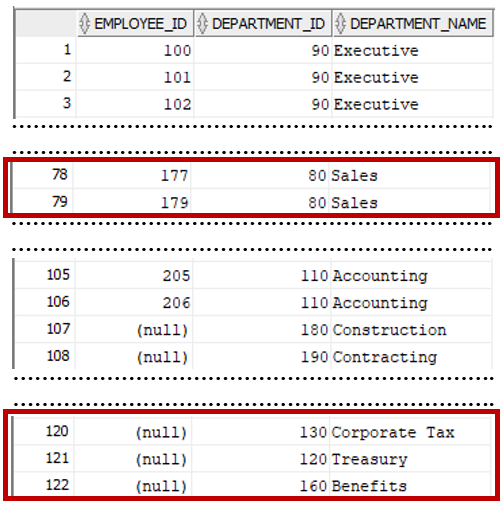 EMPLOYEE_ID DEPARTMENT_ID DEPARTMENT_NAME
1 100 90 Executive
2 101 90 Executive
3 102 90 Executive
78 177 80 Sales
79 179 80 Sales
105 205 110 Accounting
106 206 110 Accounting
107 (null) 180 Construction
108 (null) 190 Contracting
120 (null) 130 Corporate Tax
121 (null) 120 Treasury
122 (null) 160 Benefits